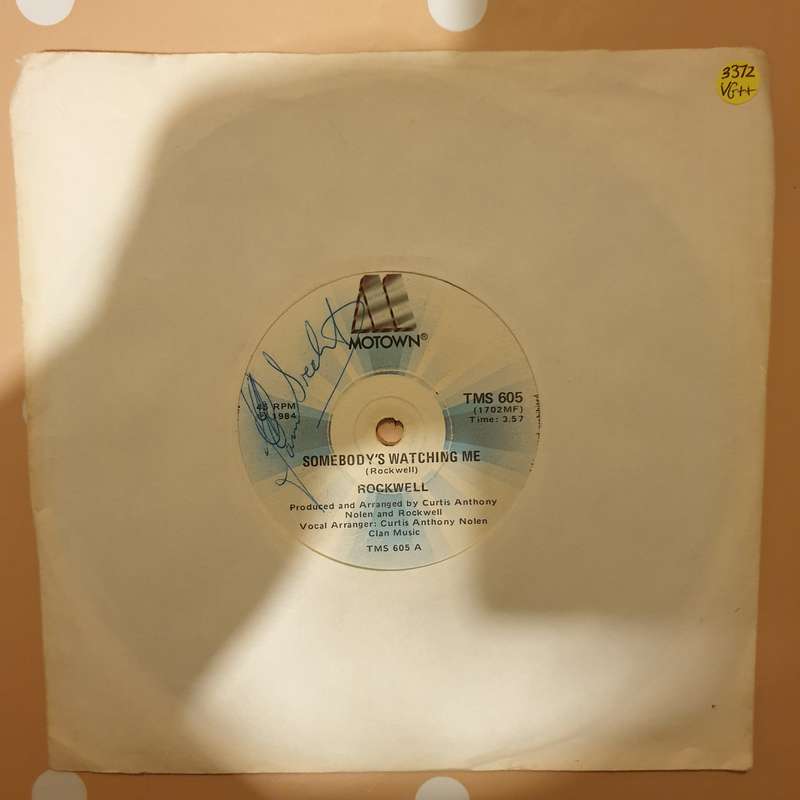 3372
VG++
MOTOWN®
45 RPM
℗ 1984
TMS 605
(1702MF)
Time: 3.57
SOMEBODY'S WATCHING ME
(Rockwell)
ROCKWELL
Produced and Arranged by Curtis Anthony
Nolen and Rockwell
Vocal Arranger: Curtis Anthony Nolen
Clan Music
TMS 605 A